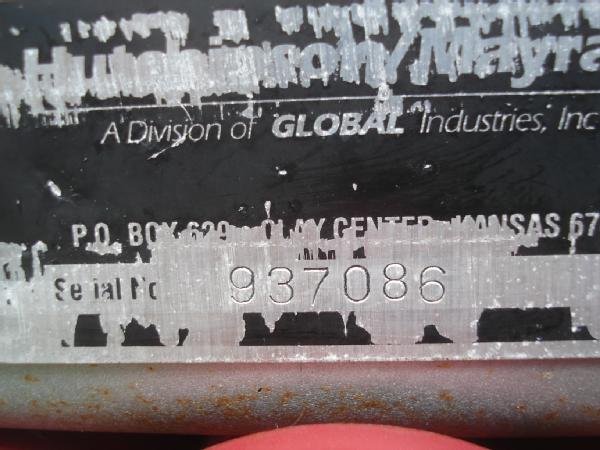 Hutchinson/Mayra
A Division of GLOBAL Industries, Inc
P.O. BOX 629 CLAY CENTER, KANSAS 67
Serial No 937086